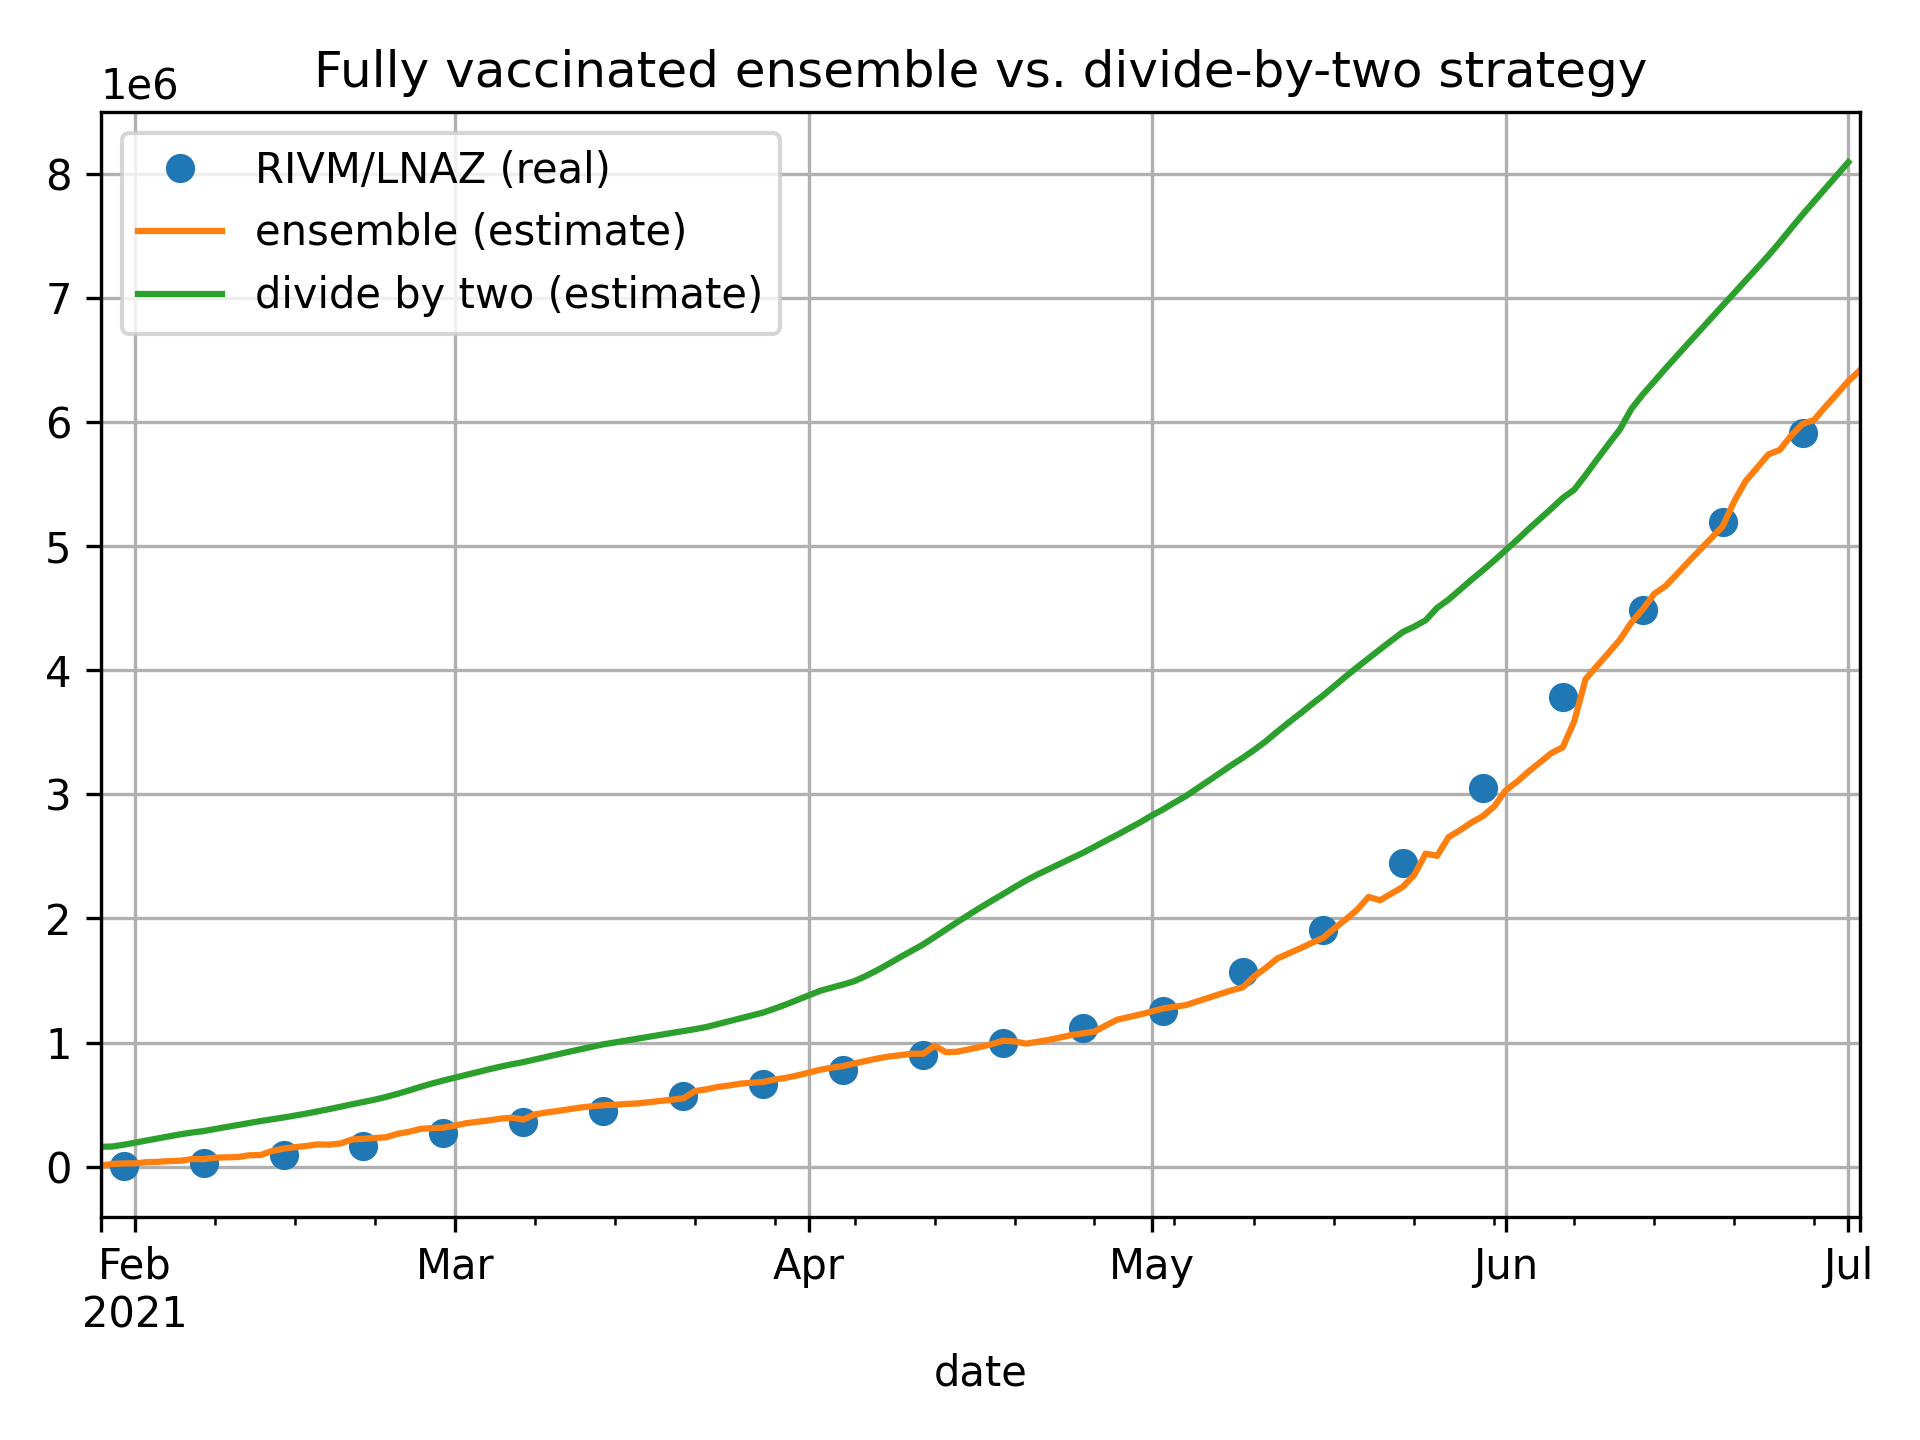 Fully vaccinated ensemble vs. divide-by-two strategy
1e6
RIVM/LNAZ (real)
ensemble (estimate)
divide by two (estimate)
8
7
6
5
4
3
2
1
0
Feb Mar Apr May Jun Jul
2021
date